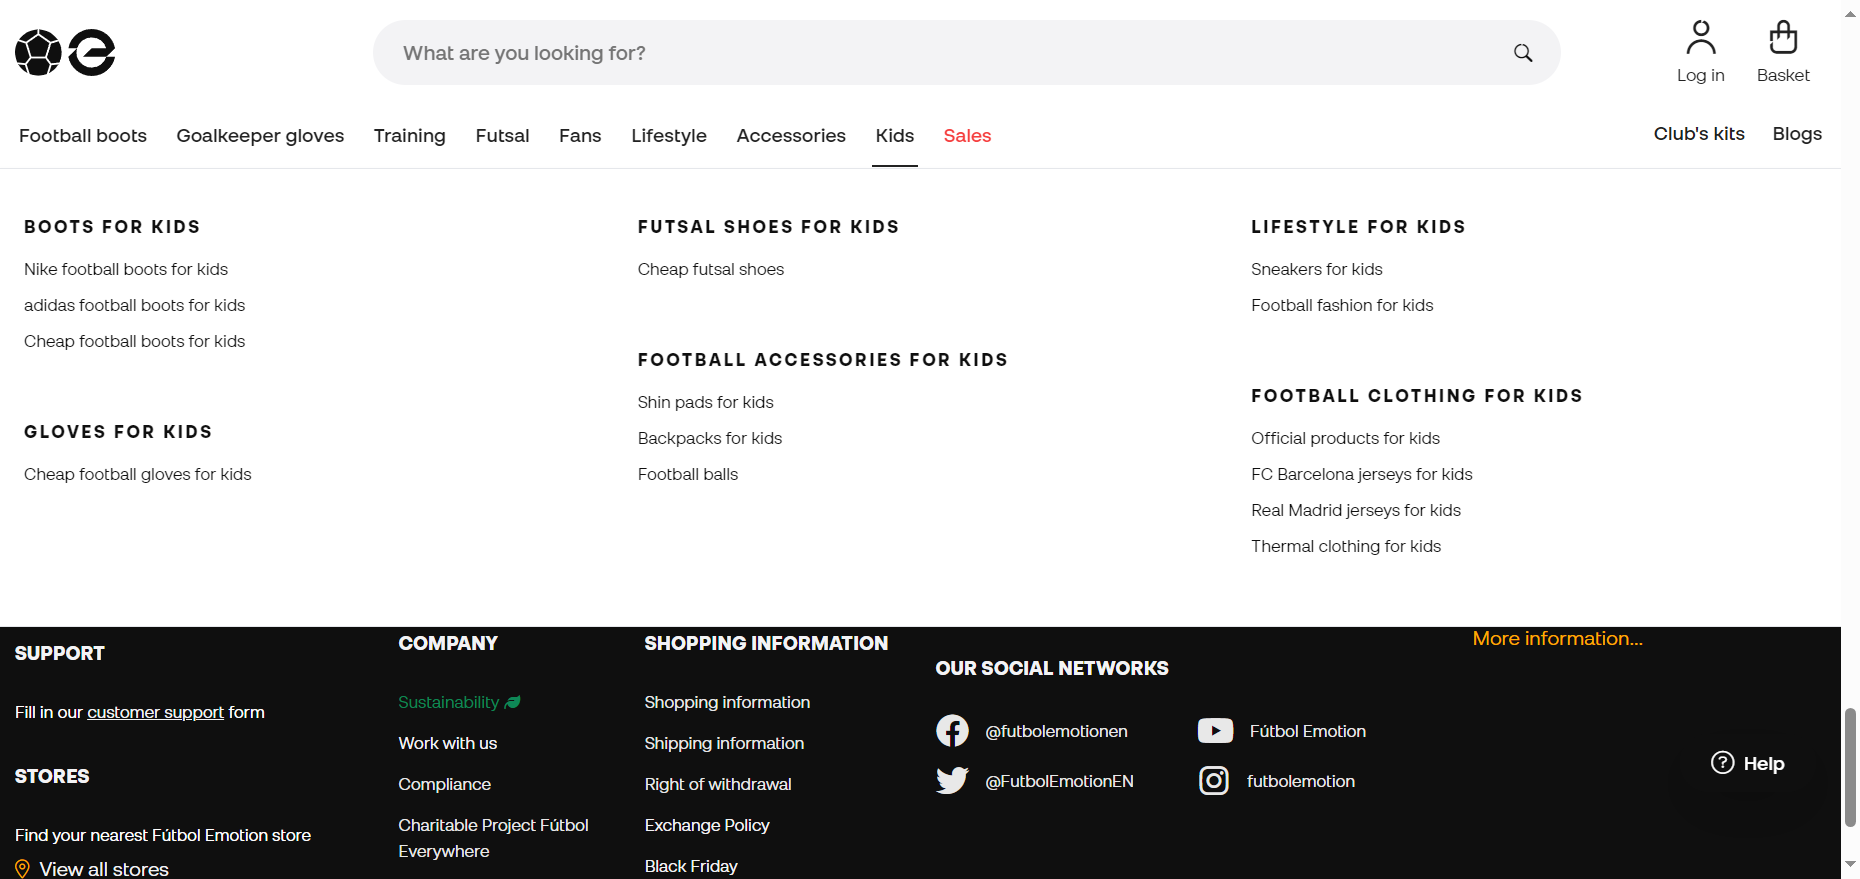 What are you looking for?
Log in
Basket
Football boots
Goalkeeper gloves
Training
Futsal
Fans
Lifestyle
Accessories
Kids
Sales
Club's kits
Blogs
BOOTS FOR KIDS
Nike football boots for kids
adidas football boots for kids
Cheap football boots for kids
GLOVES FOR KIDS
Cheap football gloves for kids
FUTSAL SHOES FOR KIDS
Cheap futsal shoes
FOOTBALL ACCESSORIES FOR KIDS
Shin pads for kids
Backpacks for kids
Football balls
LIFESTYLE FOR KIDS
Sneakers for kids
Football fashion for kids
FOOTBALL CLOTHING FOR KIDS
Official products for kids
FC Barcelona jerseys for kids
Real Madrid jerseys for kids
Thermal clothing for kids
SUPPORT
Fill in our customer support form
STORES
Find your nearest Fútbol Emotion store
View all stores
COMPANY
Sustainability
Work with us
Compliance
Charitable Project Fútbol
Everywhere
SHOPPING INFORMATION
Shopping information
Shipping information
Right of withdrawal
Exchange Policy
Black Friday
OUR SOCIAL NETWORKS
@futbolemotionen
Fútbol Emotion
@FutbolEmotionEN
futbolemotion
More information...
Help